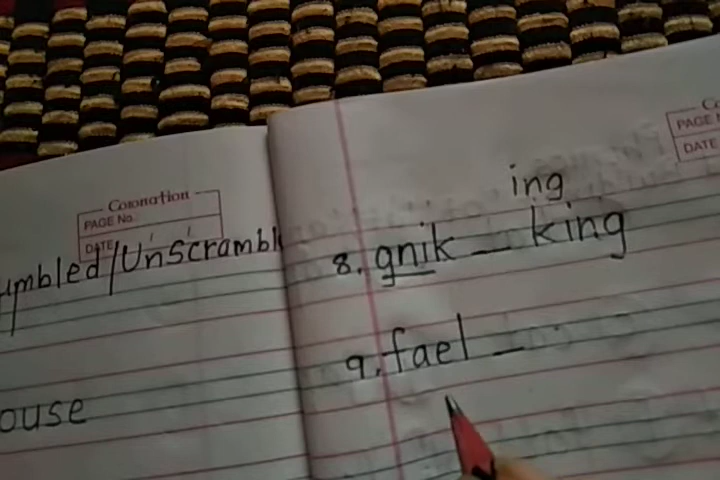 Coronation
PAGE No.
DATE
umbled/Unscrambl
ouse
PAGE
DATE
ing
8. gnik _ king
9. fael _